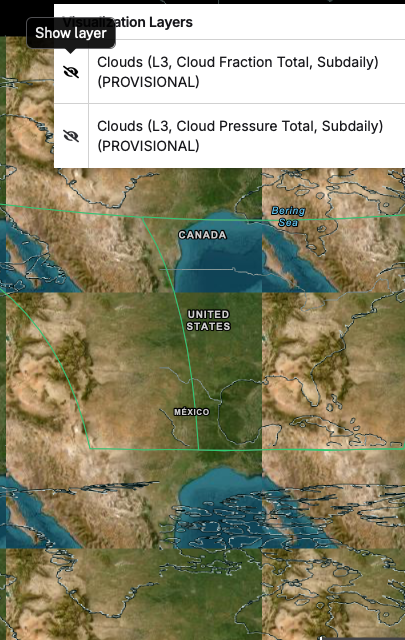 Visualization Layers
Show layer
Clouds (L3, Cloud Fraction Total, Subdaily)
(PROVISIONAL)
Clouds (L3, Cloud Pressure Total, Subdaily)
(PROVISIONAL)
Bering
Sea
CANADA
UNITED
STATES
MÉXICO